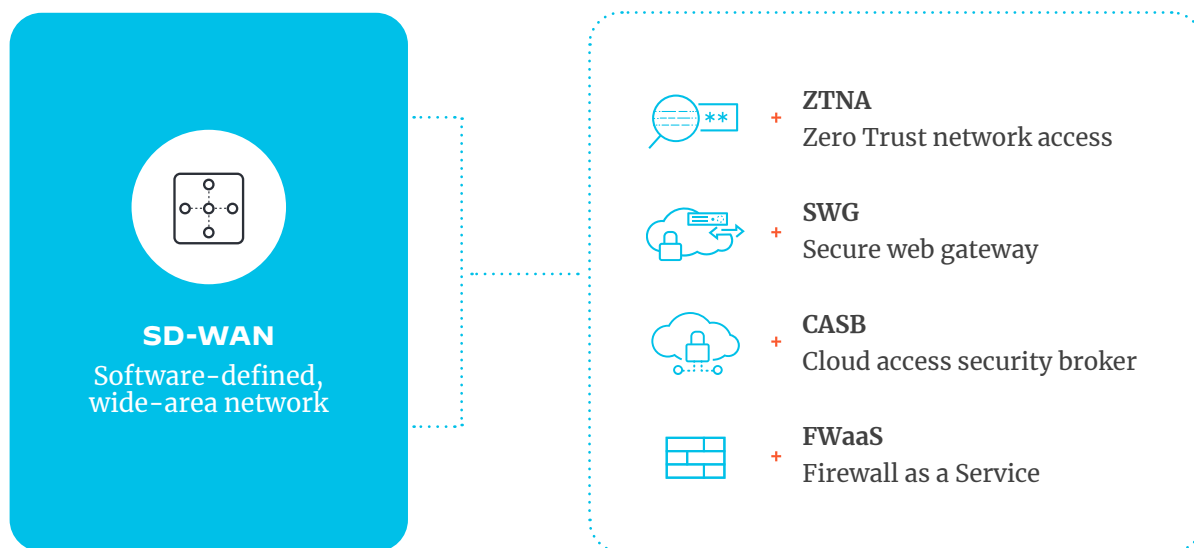 SD-WAN
Software-defined,
wide-area network
**
+ ZTNA
Zero Trust network access
+ SWG
Secure web gateway
+ CASB
Cloud access security broker
+ FWaaS
Firewall as a Service